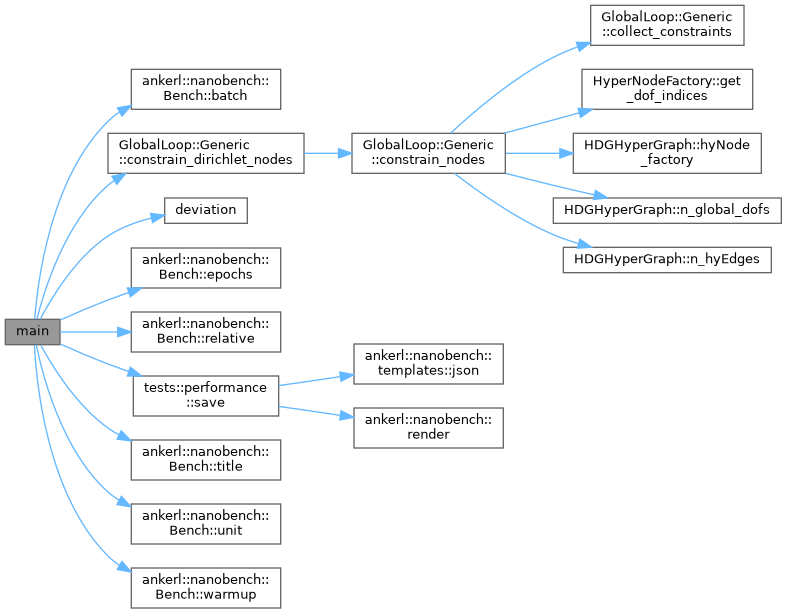 main
ankerl::nanobench::
Bench::batch
GlobalLoop::Generic
::constrain_dirichlet_nodes
deviation
ankerl::nanobench::
Bench::epochs
ankerl::nanobench::
Bench::relative
tests::performance
::save
ankerl::nanobench::
Bench::title
ankerl::nanobench::
Bench::unit
ankerl::nanobench::
Bench::warmup
GlobalLoop::Generic
::constrain_nodes
ankerl::nanobench::
templates::json
ankerl::nanobench::
render
GlobalLoop::Generic
::collect_constraints
HyperNodeFactory::get
_dof_indices
HDGHyperGraph::hyNode
_factory
HDGHyperGraph::n_global_dofs
HDGHyperGraph::n_hyEdges